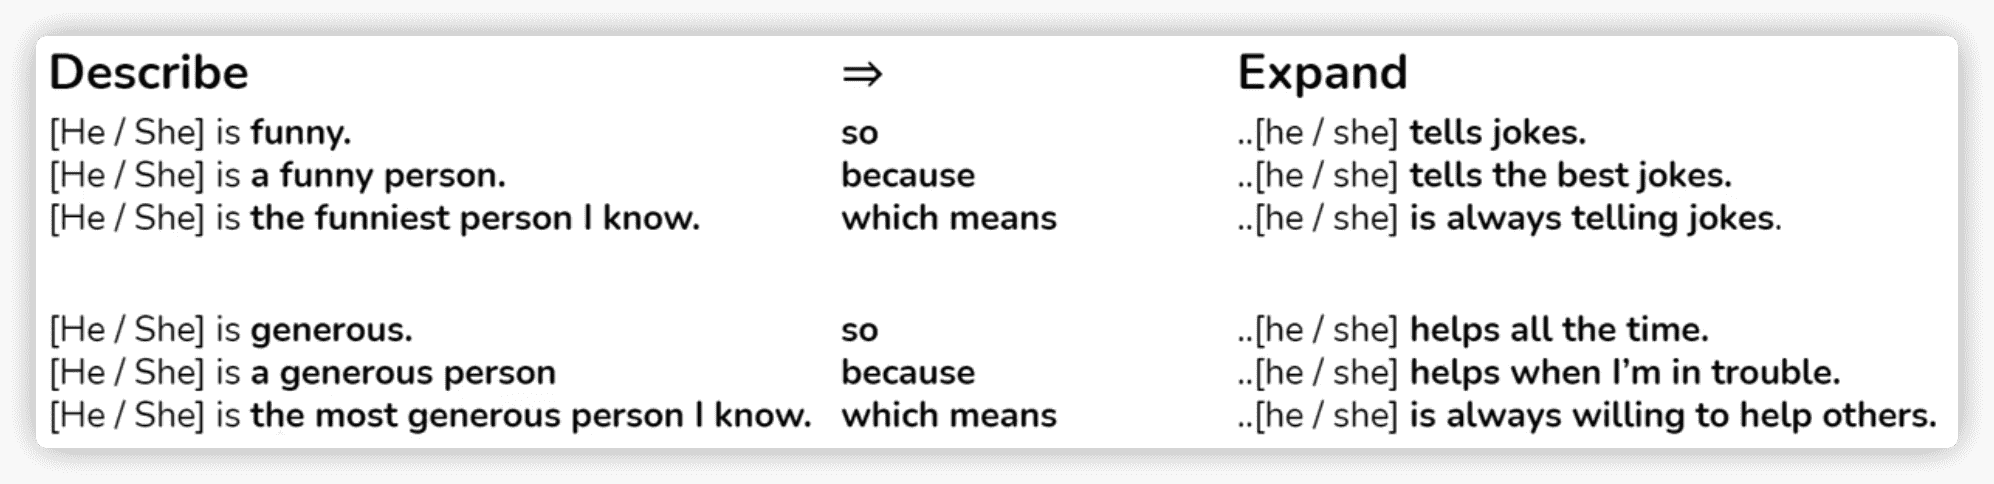 Describe ⇒ Expand
[He / She] is funny. so ..[he / she] tells jokes.
[He / She] is a funny person. because ..[he / she] tells the best jokes.
[He / She] is the funniest person I know. which means ..[he / she] is always telling jokes.
[He / She] is generous. so ..[he / she] helps all the time.
[He / She] is a generous person because ..[he / she] helps when I’m in trouble.
[He / She] is the most generous person I know. which means ..[he / she] is always willing to help others.